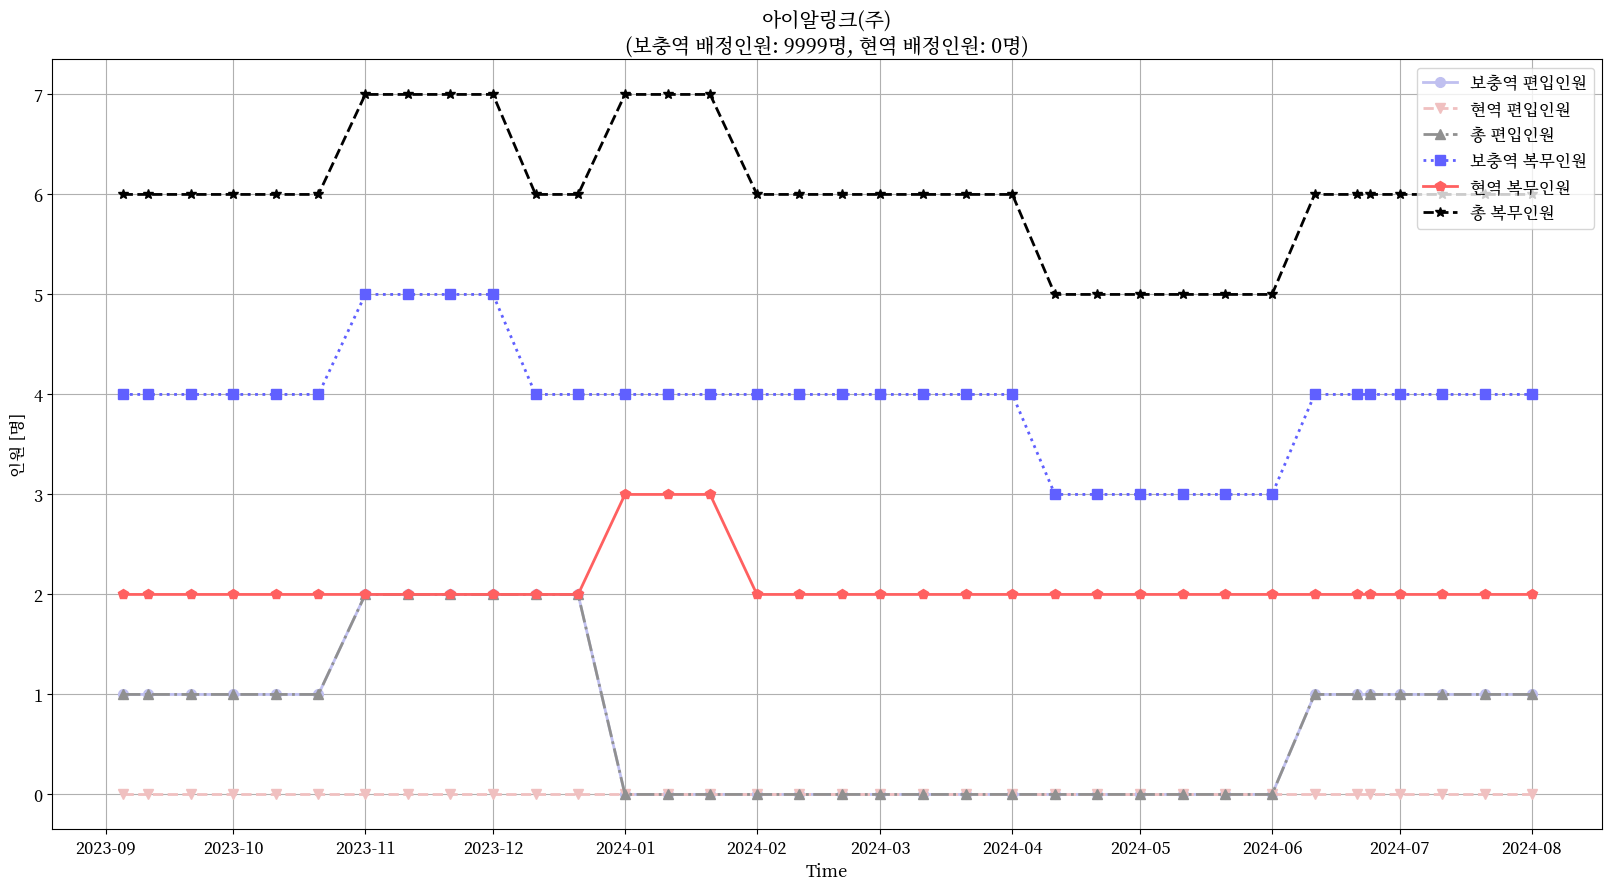 아이알링크(주)
(보충역 배정인원: 9999명, 현역 배정인원: 0명)
보충역 편입인원
현역 편입인원
총 편입인원
보충역 복무인원
현역 복무인원
총 복무인원
인원 [명]
7
6
5
4
3
2
1
0
2023-09 2023-10 2023-11 2023-12 2024-01 2024-02 2024-03 2024-04 2024-05 2024-06 2024-07 2024-08
Time